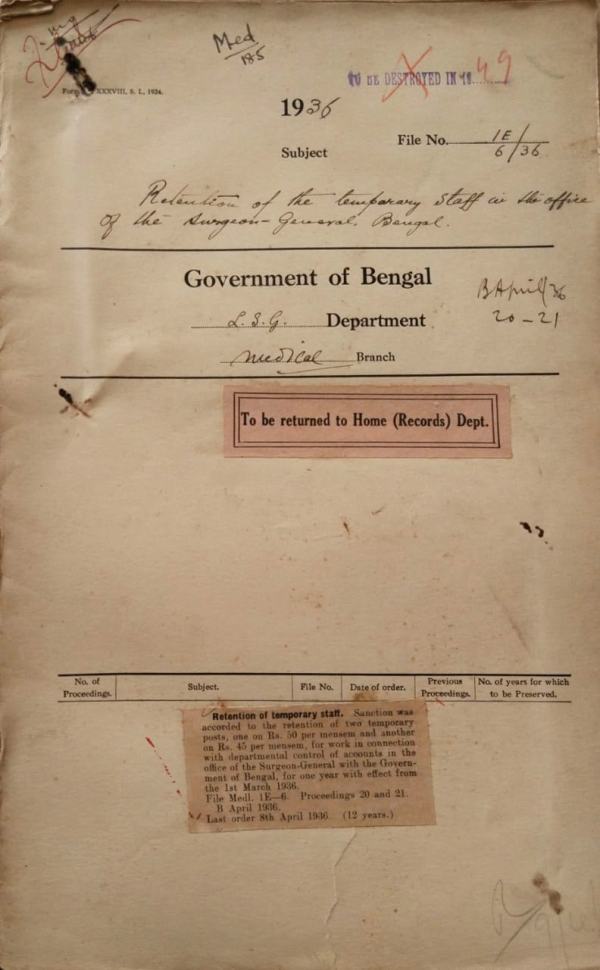 Med
185
TO BE DESTROYED IN 19 49
XXXVIII, S. I., 1934.
1936
File No. 1E/6/36
Subject
Retention of the temporary staff in the office
of the Surgeon-General, Bengal.
Government of Bengal
B April/36
20-21
L. S. G. Department
Medical Branch
To be returned to Home (Records) Dept.
No. of Proceedings. Subject. File No. Date of order. Previous Proceedings. No. of years for which to be Preserved.
Retention of temporary staff. Sanction was
accorded to the retention of two temporary
posts, one on Rs. 50 per mensem and another
on Rs. 45 per mensem, for work in connection
with departmental control of accounts in the
office of the Surgeon-General with the Govern-
ment of Bengal, for one year with effect from
the 1st March 1936.
File Medl. 1E—6. Proceedings 20 and 21.
B April 1936.
Last order 8th April 1936. (12 years.)